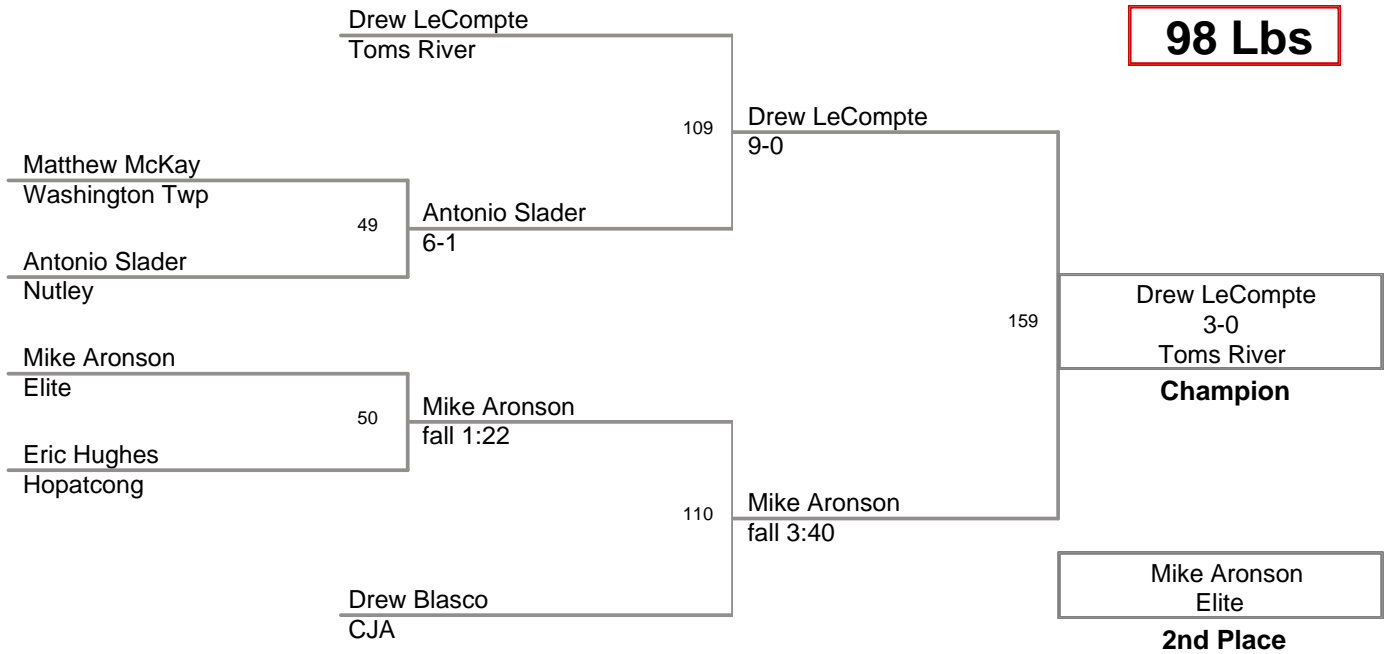 98 Lbs
Drew LeCompte
Toms River
109
Drew LeCompte
9-0
Matthew McKay
Washington Twp
49
Antonio Slader
6-1
Antonio Slader
Nutley
159
Drew LeCompte
3-0
Toms River
Champion
Mike Aronson
Elite
50
Mike Aronson
fall 1:22
Eric Hughes
Hopatcong
110
Mike Aronson
fall 3:40
Drew Blasco
CJA
Mike Aronson
Elite
2nd Place